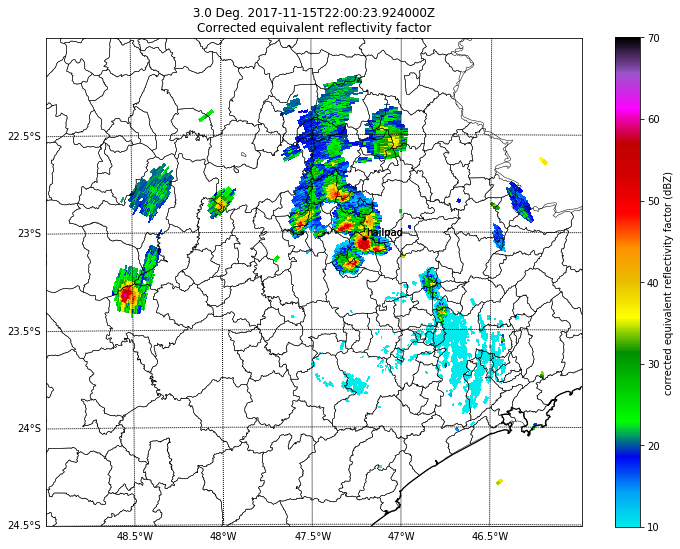 3.0 Deg. 2017-11-15T22:00:23.924000Z
Corrected equivalent reflectivity factor
70
60
50
40
30
20
10
corrected equivalent reflectivity factor (dBZ)
22.5°S
23°S
23.5°S
24°S
24.5°S
hailpad
48.5°W
48°W
47.5°W
47°W
46.5°W